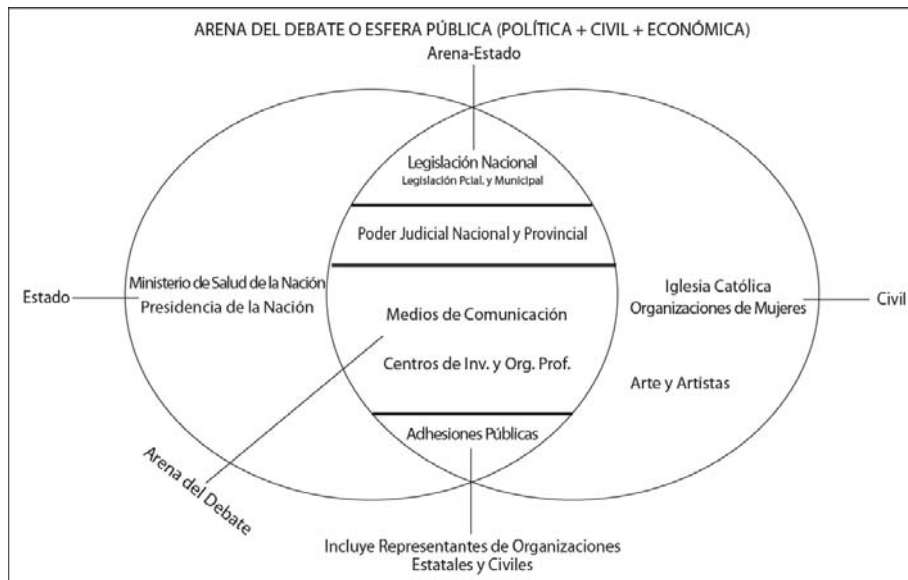 ARENA DEL DEBATE O ESFERA PÚBLICA (POLÍTICA + CIVIL + ECONÓMICA)
Arena-Estado
Legislación Nacional
Legislación Pcial. y Municipal
Poder Judicial Nacional y Provincial
Estado
Ministerio de Salud de la Nación
Presidencia de la Nación
Medios de Comunicación
Centros de Inv. y Org. Prof.
Iglesia Católica
Organizaciones de Mujeres
Civil
Arte y Artistas
Adhesiones Públicas
Arena del Debate
Incluye Representantes de Organizaciones
Estatales y Civiles